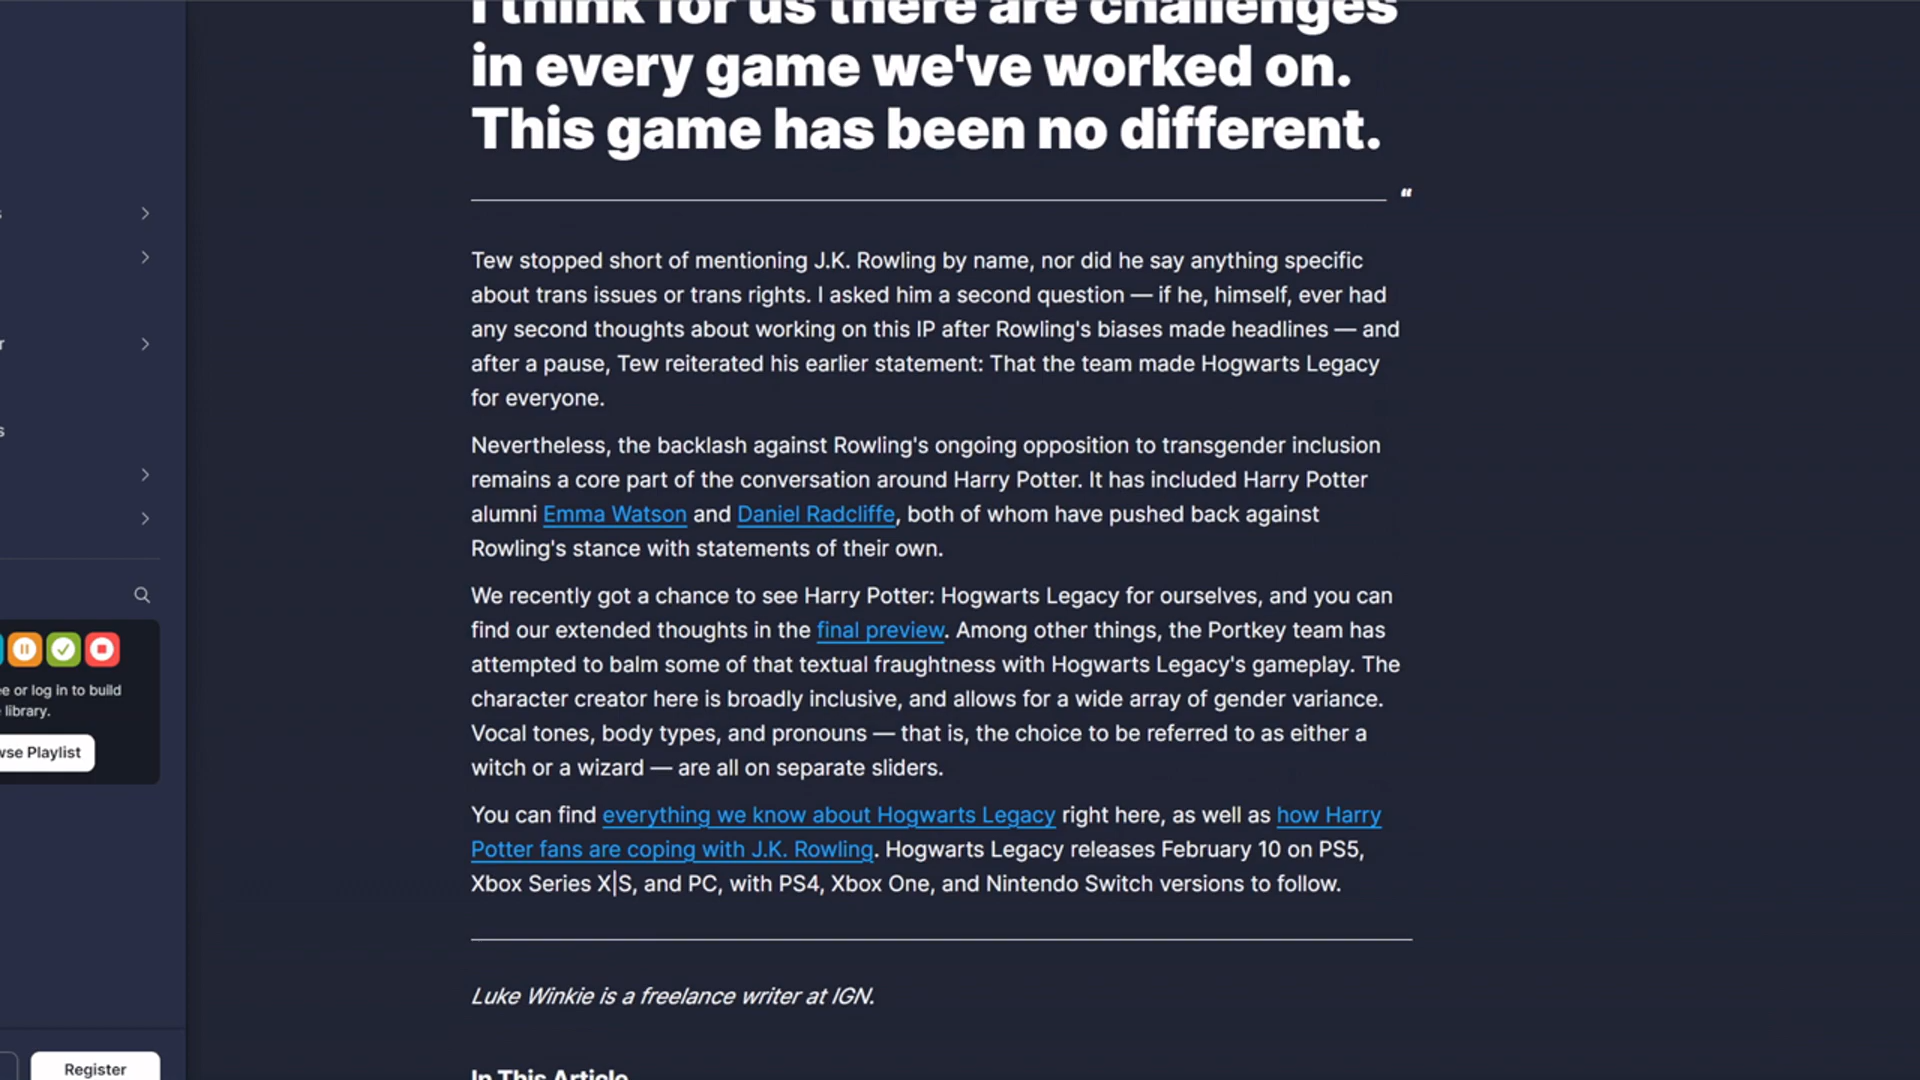 I think for us there are challenges
in every game we've worked on.
This game has been no different.
“
Tew stopped short of mentioning J.K. Rowling by name, nor did he say anything specific
about trans issues or trans rights. I asked him a second question — if he, himself, ever had
any second thoughts about working on this IP after Rowling's biases made headlines — and
after a pause, Tew reiterated his earlier statement: That the team made Hogwarts Legacy
for everyone.
Nevertheless, the backlash against Rowling's ongoing opposition to transgender inclusion
remains a core part of the conversation around Harry Potter. It has included Harry Potter
alumni Emma Watson and Daniel Radcliffe, both of whom have pushed back against
Rowling's stance with statements of their own.
We recently got a chance to see Harry Potter: Hogwarts Legacy for ourselves, and you can
find our extended thoughts in the final preview. Among other things, the Portkey team has
attempted to balm some of that textual fraughtness with Hogwarts Legacy's gameplay. The
character creator here is broadly inclusive, and allows for a wide array of gender variance.
Vocal tones, body types, and pronouns — that is, the choice to be referred to as either a
witch or a wizard — are all on separate sliders.
You can find everything we know about Hogwarts Legacy right here, as well as how Harry
Potter fans are coping with J.K. Rowling. Hogwarts Legacy releases February 10 on PS5,
Xbox Series X|S, and PC, with PS4, Xbox One, and Nintendo Switch versions to follow.
Luke Winkie is a freelance writer at IGN.
In This Article
s
r
s
e or log in to build
library.
wse Playlist
Register